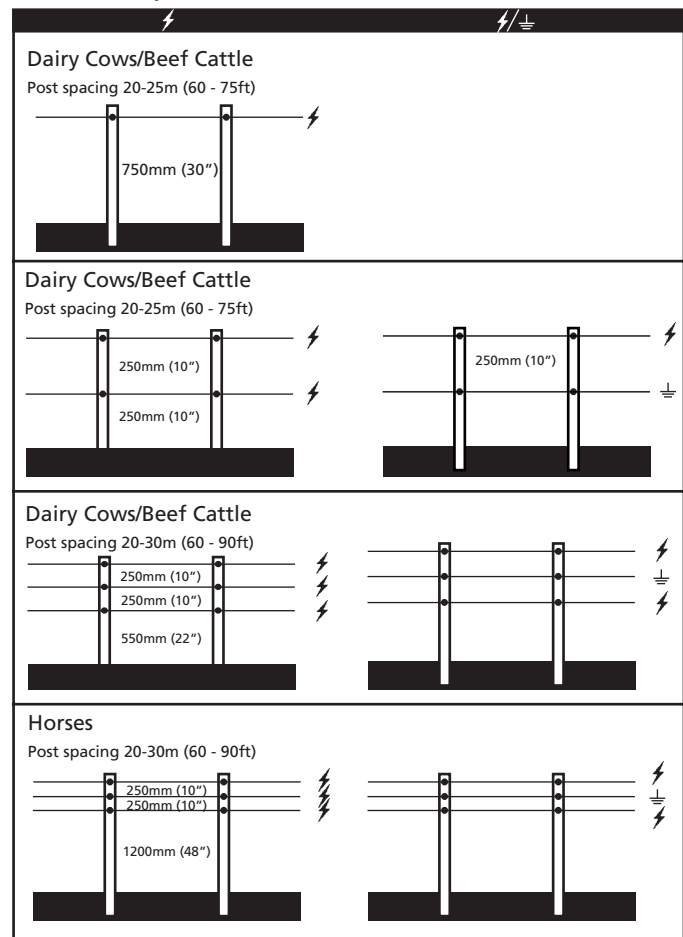 Dairy Cows/Beef Cattle
Post spacing 20-25m (60 - 75ft)
750mm (30")
Dairy Cows/Beef Cattle
Post spacing 20-25m (60 - 75ft)
250mm (10")
250mm (10")
250mm (10")
Dairy Cows/Beef Cattle
Post spacing 20-30m (60 - 90ft)
250mm (10")
250mm (10")
550mm (22")
Horses
Post spacing 20-30m (60 - 90ft)
250mm (10")
250mm (10")
1200mm (48")